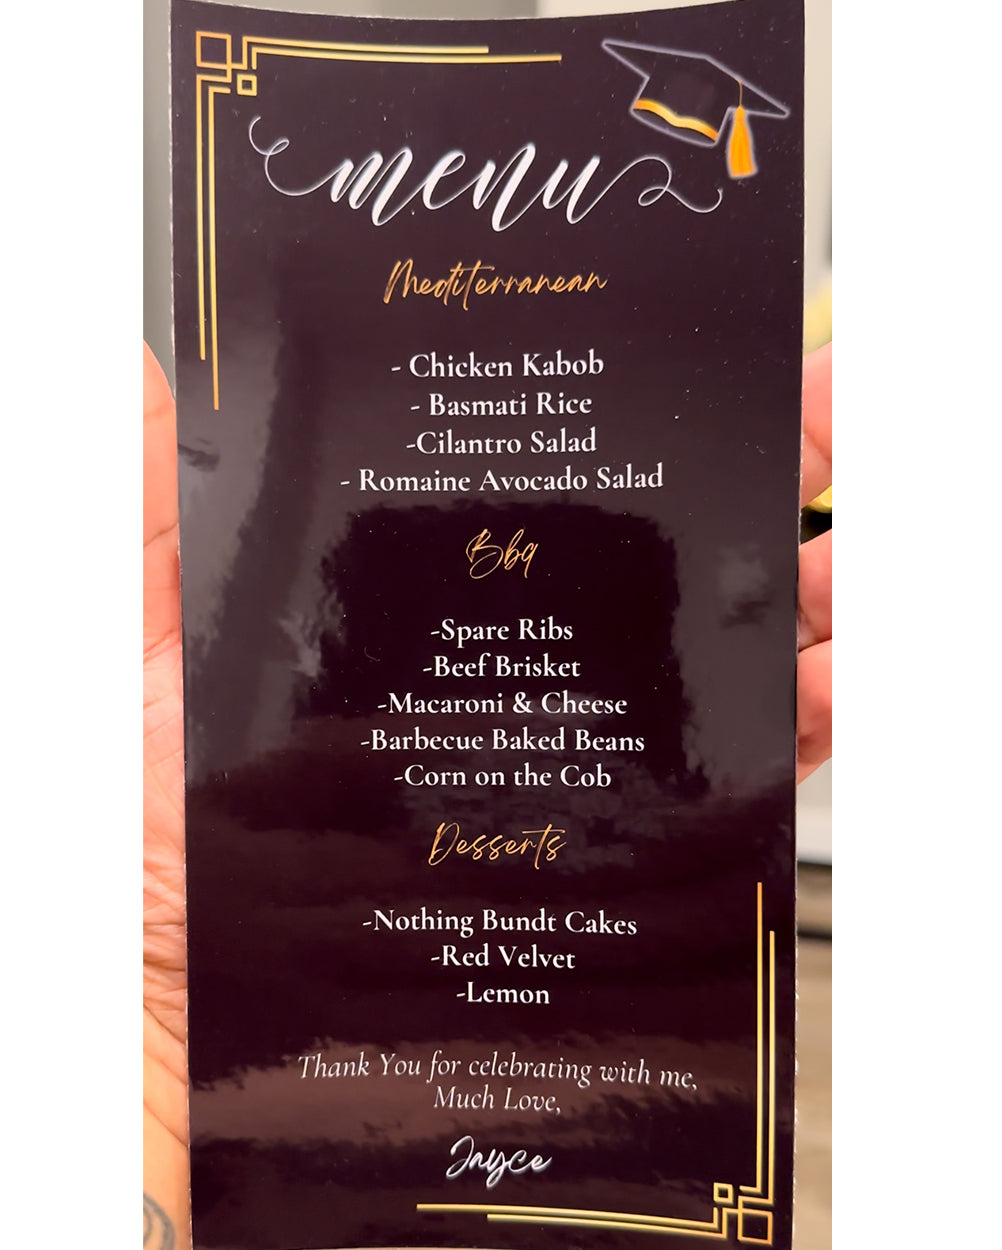 menu
Mediterranean
- Chicken Kabob
- Basmati Rice
-Cilantro Salad
- Romaine Avocado Salad
Bbq
-Spare Ribs
-Beef Brisket
-Macaroni & Cheese
-Barbecue Baked Beans
-Corn on the Cob
Desserts
-Nothing Bundt Cakes
-Red Velvet
-Lemon
Thank You for celebrating with me,
Much Love,
Jayce